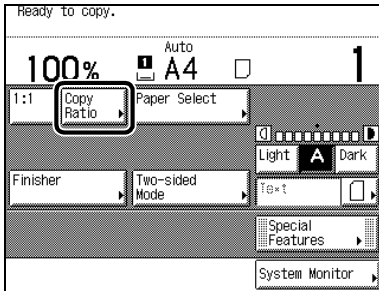 Ready to copy.
100%
1
Auto
A4
1
1:1
Copy
Ratio
Paper Select
Light
A
Dark
Finisher
Two-sided
Mode
Text
Special
Features
System Monitor